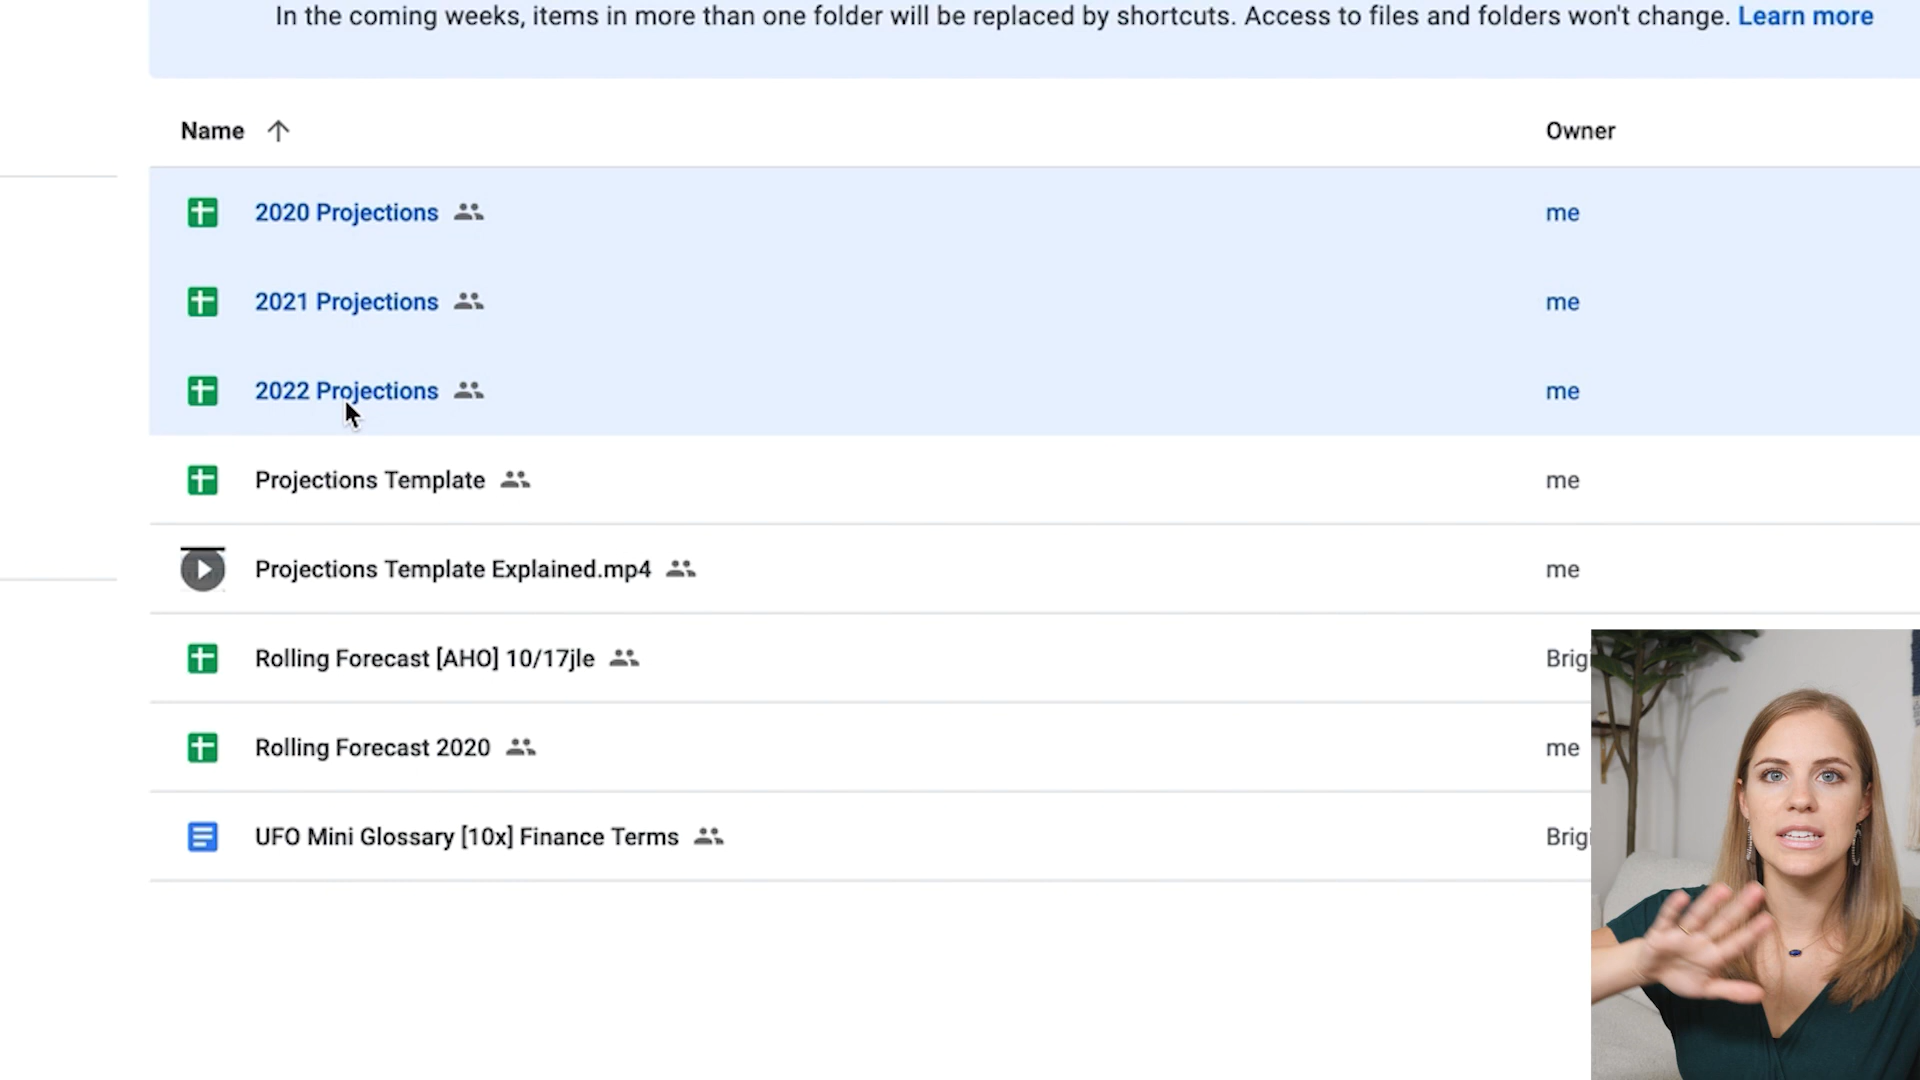 In the coming weeks, items in more than one folder will be replaced by shortcuts. Access to files and folders won't change. Learn more
Name Owner
2020 Projections me
2021 Projections me
2022 Projections me
Projections Template me
Projections Template Explained.mp4 me
Rolling Forecast [AHO] 10/17jle Brigi
Rolling Forecast 2020 me
UFO Mini Glossary [10x] Finance Terms Brigi